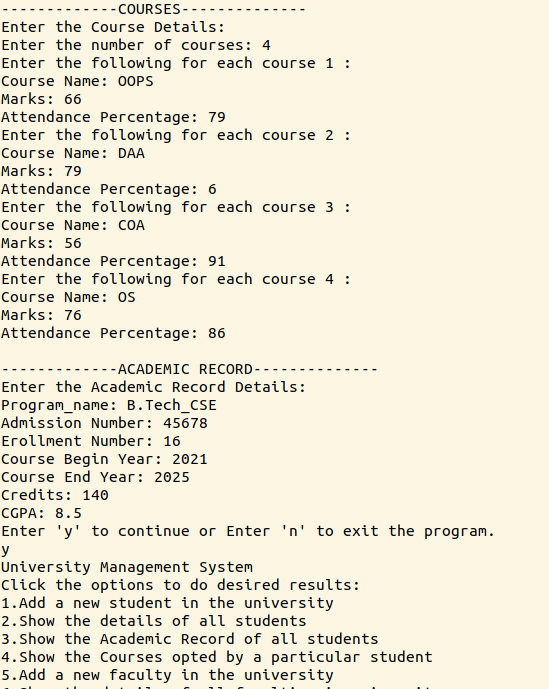 -------------COURSES--------------
Enter the Course Details:
Enter the number of courses: 4
Enter the following for each course 1 :
Course Name: OOPS
Marks: 66
Attendance Percentage: 79
Enter the following for each course 2 :
Course Name: DAA
Marks: 79
Attendance Percentage: 6
Enter the following for each course 3 :
Course Name: COA
Marks: 56
Attendance Percentage: 91
Enter the following for each course 4 :
Course Name: OS
Marks: 76
Attendance Percentage: 86
-------------ACADEMIC RECORD--------------
Enter the Academic Record Details:
Program_name: B.Tech_CSE
Admission Number: 45678
Erollment Number: 16
Course Begin Year: 2021
Course End Year: 2025
Credits: 140
CGPA: 8.5
Enter 'y' to continue or Enter 'n' to exit the program.
y
University Management System
Click the options to do desired results:
1.Add a new student in the university
2.Show the details of all students
3.Show the Academic Record of all students
4.Show the Courses opted by a particular student
5.Add a new faculty in the university